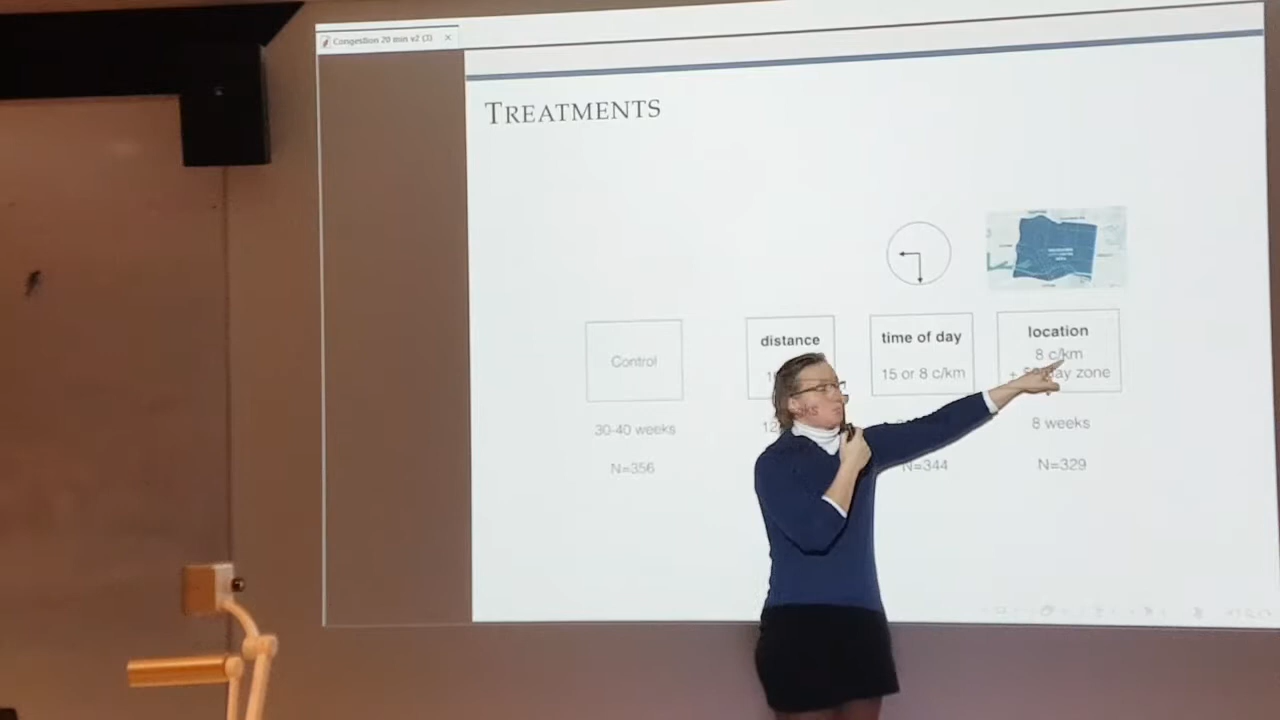 Congestion 20 min v2 (3)
TREATMENTS
Control
30-40 weeks
N=356
distance
time of day
15 or 8 c/km
N=344
location
8 c/km
zone
8 weeks
N=329